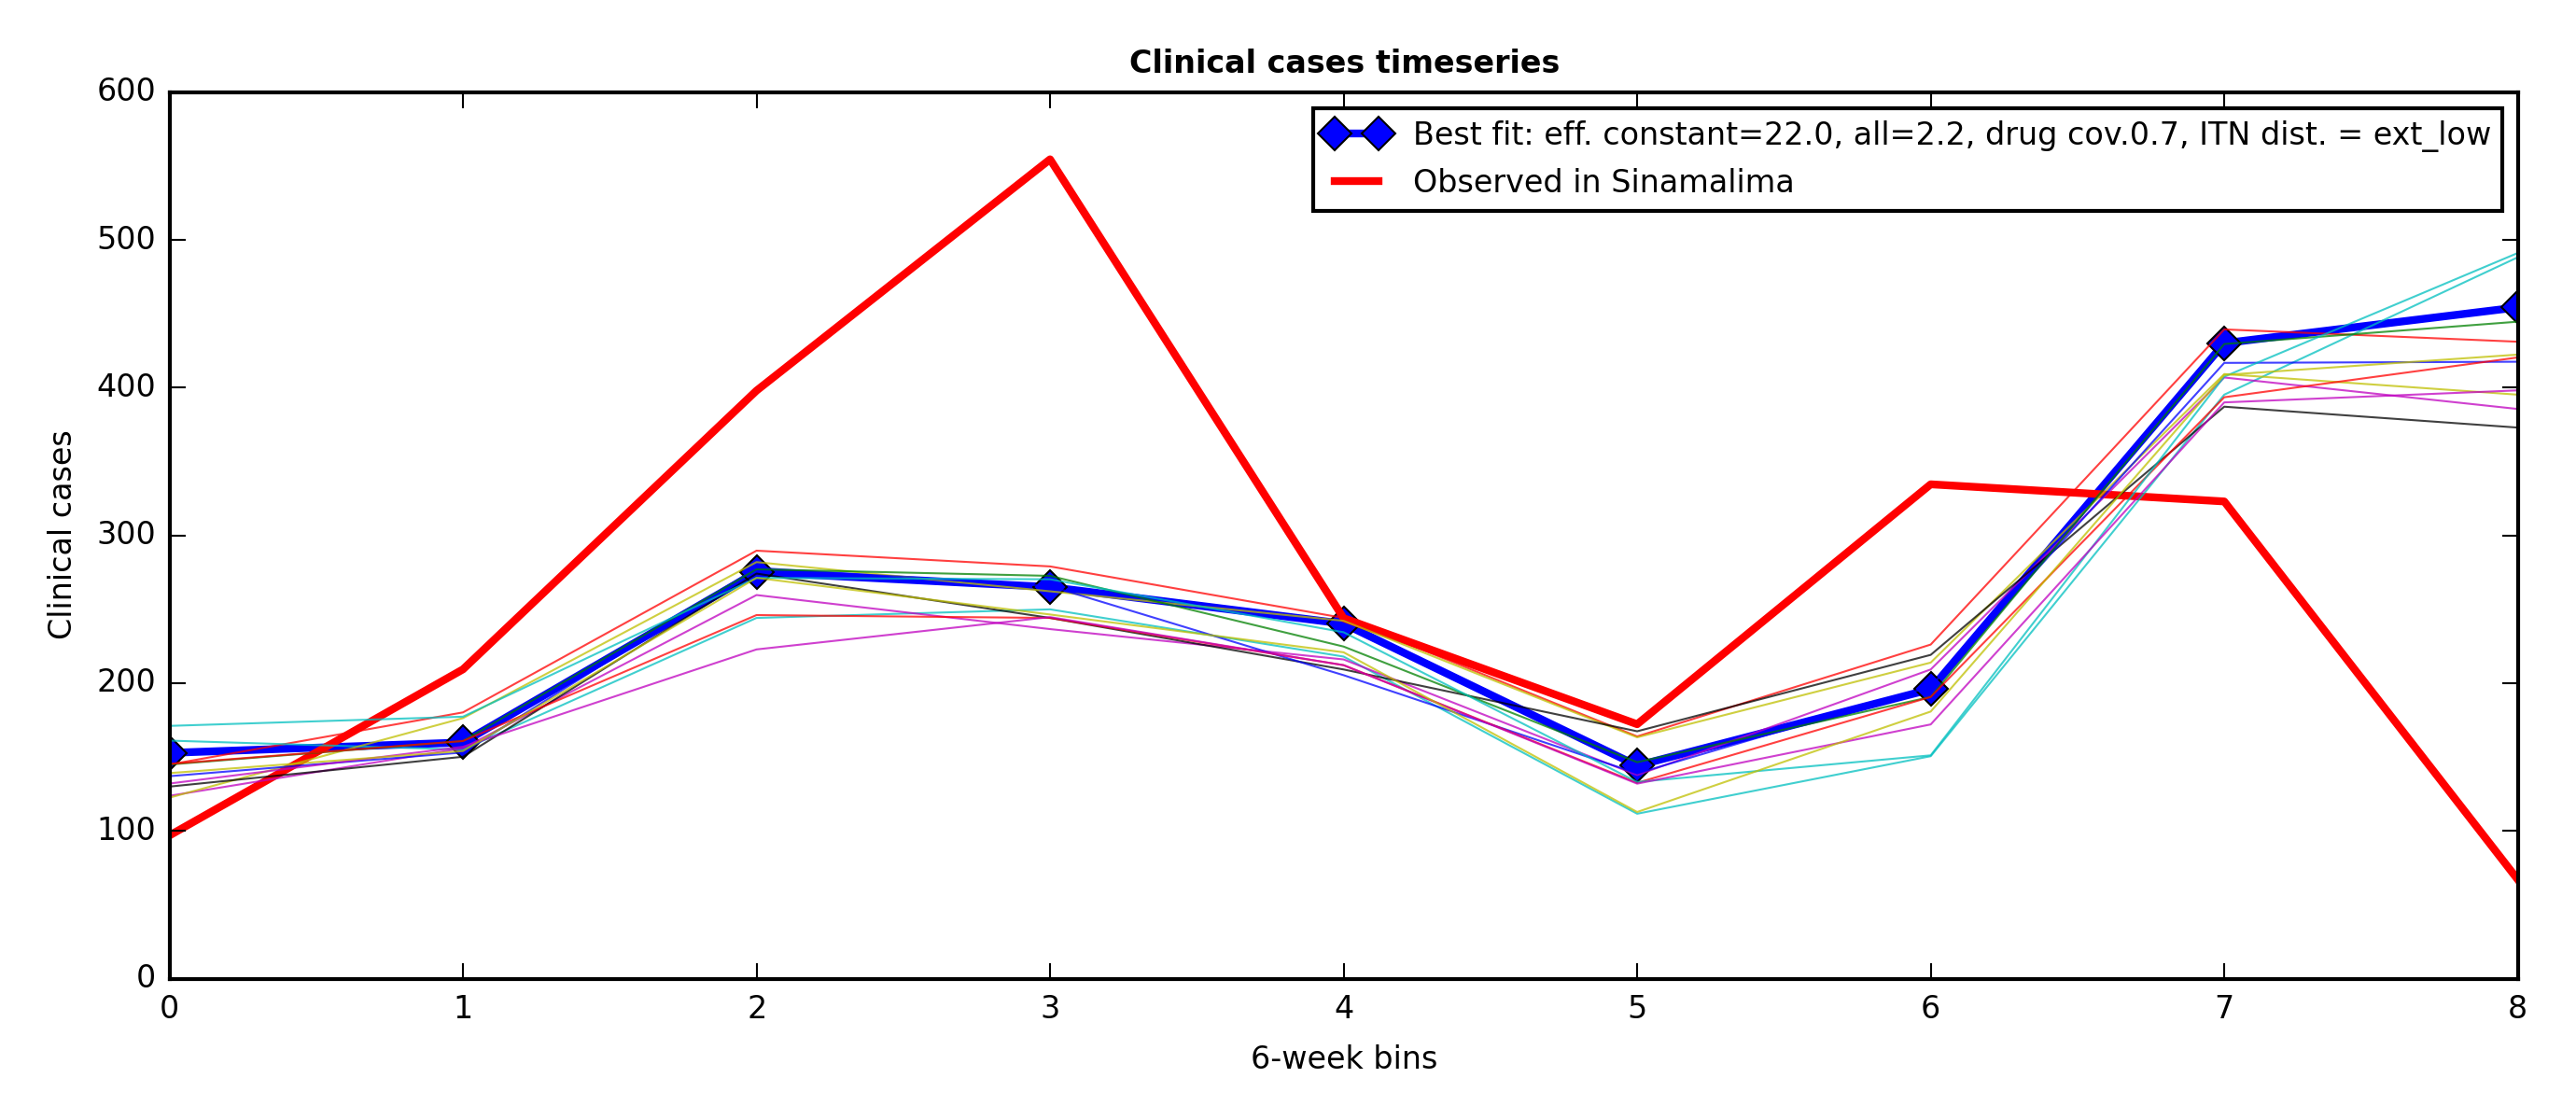 Clinical cases timeseries
600
500
400
300
200
100
0
Clinical cases
Best fit: eff. constant=22.0, all=2.2, drug cov.0.7, ITN dist. = ext_low
Observed in Sinamalima
0 1 2 3 4 5 6 7 8
6-week bins